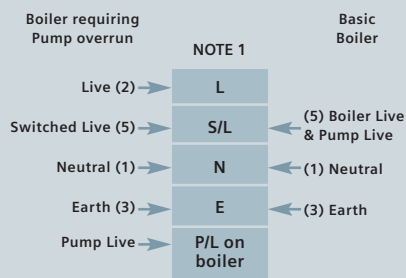 Boiler requiring
Pump overrun
NOTE 1
Basic
Boiler
Live (2)
L
Switched Live (5)
S/L
(5) Boiler Live
& Pump Live
Neutral (1)
N
(1) Neutral
Earth (3)
E
(3) Earth
Pump Live
P/L on
boiler